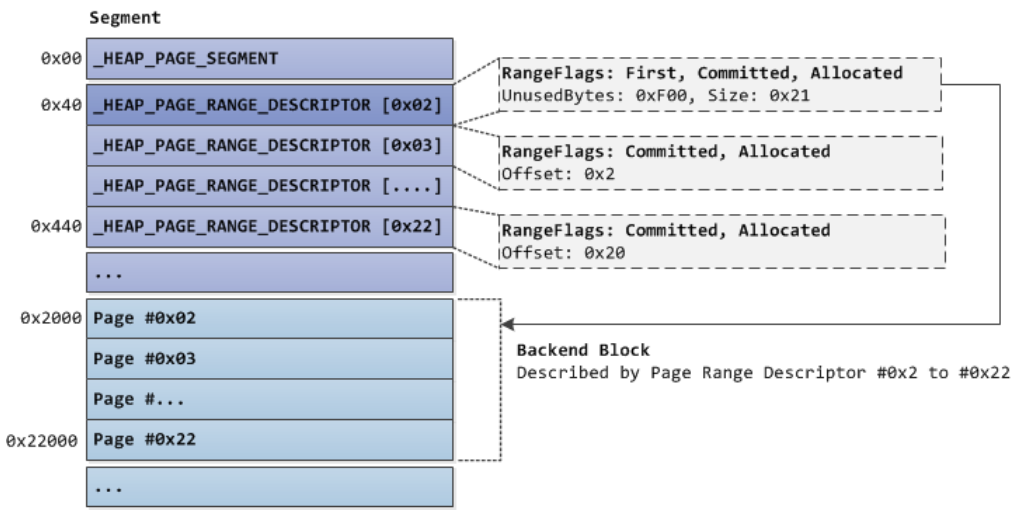 Segment
0x00 _HEAP_PAGE_SEGMENT
0x40 _HEAP_PAGE_RANGE_DESCRIPTOR [0x02]
_HEAP_PAGE_RANGE_DESCRIPTOR [0x03]
_HEAP_PAGE_RANGE_DESCRIPTOR [....]
0x440 _HEAP_PAGE_RANGE_DESCRIPTOR [0x22]
...
0x2000 Page #0x02
Page #0x03
Page #...
0x22000 Page #0x22
...
RangeFlags: First, Committed, Allocated
UnusedBytes: 0xF00, Size: 0x21
RangeFlags: Committed, Allocated
Offset: 0x2
RangeFlags: Committed, Allocated
Offset: 0x20
Backend Block
Described by Page Range Descriptor #0x2 to #0x22